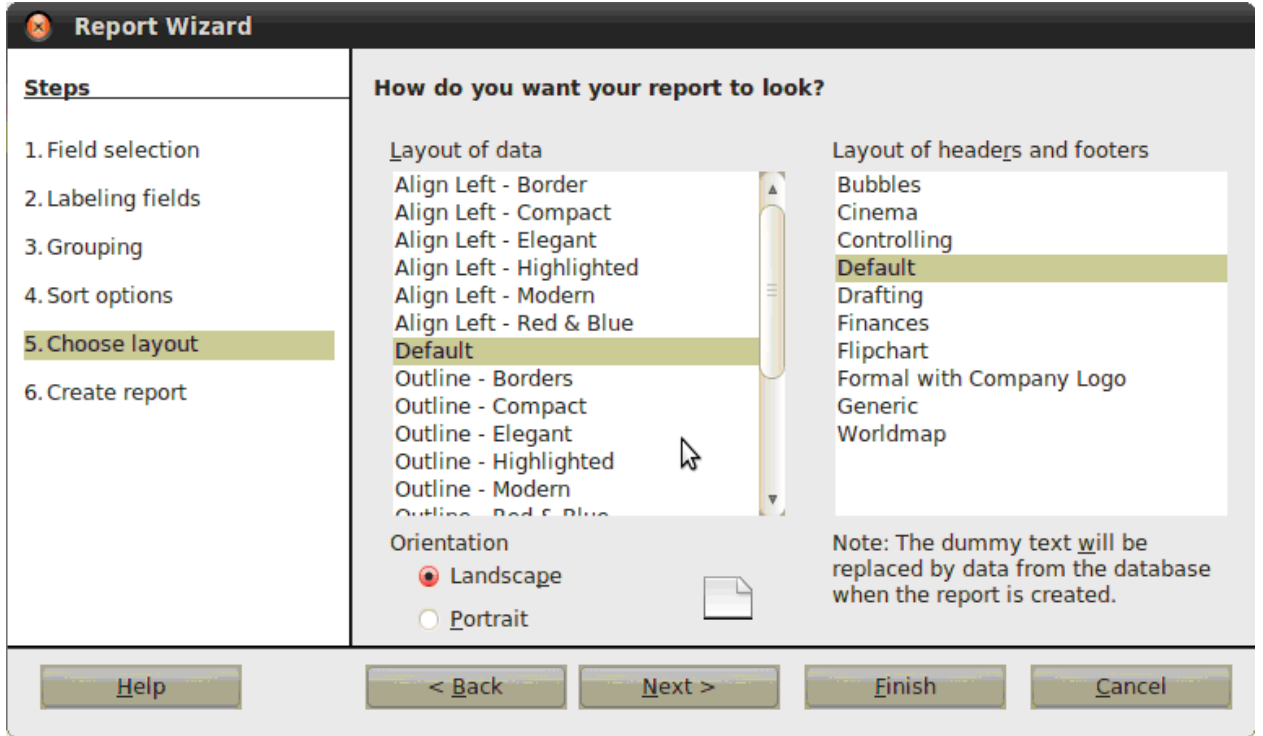 Report Wizard
Steps
1. Field selection
2. Labeling fields
3. Grouping
4. Sort options
5. Choose layout
6. Create report
How do you want your report to look?
Layout of data
Align Left - Border
Align Left - Compact
Align Left - Elegant
Align Left - Highlighted
Align Left - Modern
Align Left - Red & Blue
Default
Outline - Borders
Outline - Compact
Outline - Elegant
Outline - Highlighted
Outline - Modern
Outline - Red & Blue
Layout of headers and footers
Bubbles
Cinema
Controlling
Default
Drafting
Finances
Flipchart
Formal with Company Logo
Generic
Worldmap
Orientation
Landscape
Portrait
Note: The dummy text will be
replaced by data from the database
when the report is created.
Help
< Back
Next >
Finish
Cancel